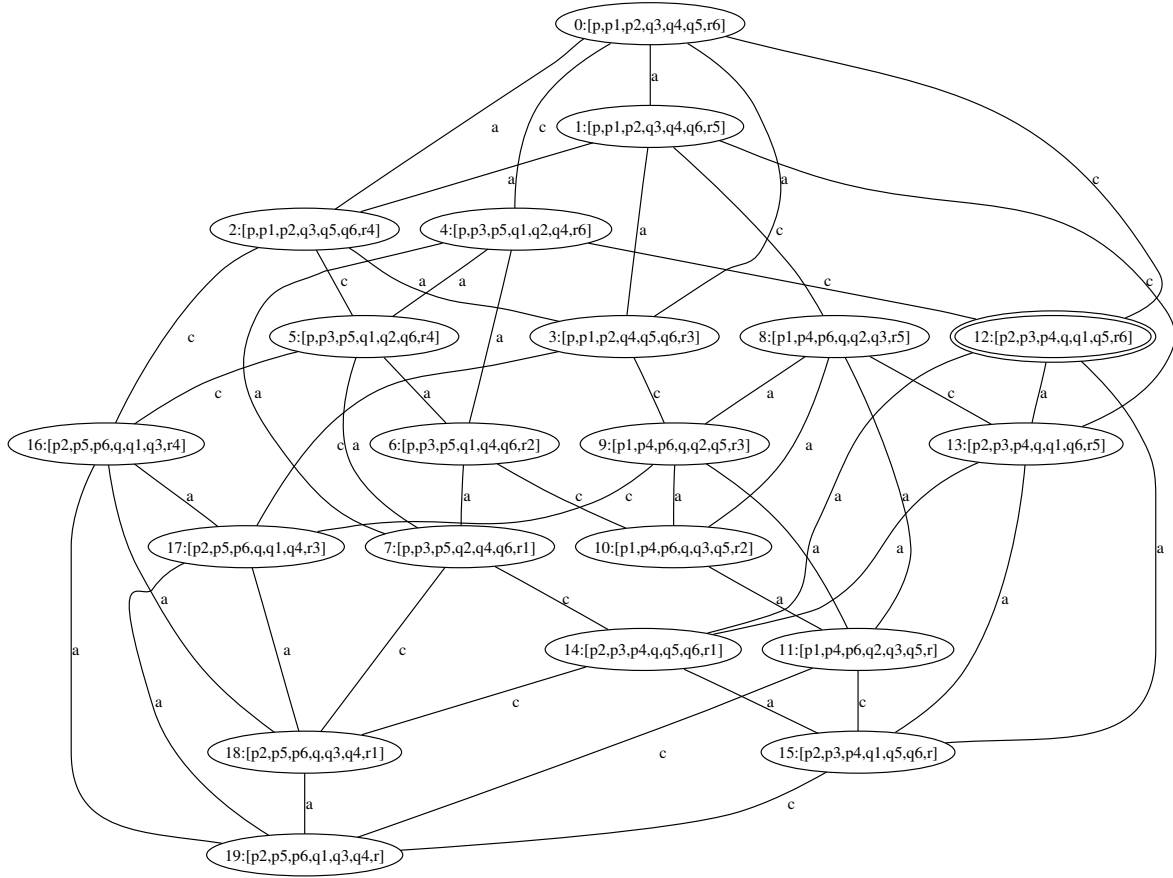 0:[p,p1,p2,q3,q4,q5,r6]
a
1:[p,p1,p2,q3,q4,q6,r5]
a
c
a
c
a
2:[p,p1,p2,q3,q5,q6,r4]
4:[p,p3,p5,q1,q2,q4,r6]
a
c
c
a
a
c
c
5:[p,p3,p5,q1,q2,q6,r4]
3:[p,p1,p2,q4,q5,q6,r3]
8:[p1,p4,p6,q,q2,q3,r5]
12:[p2,p3,p4,q,q1,q5,r6]
c
a
c
a
a
c
a
c
a
16:[p2,p5,p6,q,q1,q3,r4]
6:[p,p3,p5,q1,q4,q6,r2]
9:[p1,p4,p6,q,q2,q5,r3]
13:[p2,p3,p4,q,q1,q6,r5]
a
c
a
a
a
c
c
a
a
a
17:[p2,p5,p6,q,q1,q4,r3]
7:[p,p3,p5,q2,q4,q6,r1]
10:[p1,p4,p6,q,q3,q5,r2]
a
a
a
a
c
a
a
14:[p2,p3,p4,q,q5,q6,r1]
11:[p1,p4,p6,q2,q3,q5,r]
a
a
c
a
c
a
c
18:[p2,p5,p6,q,q3,q4,r1]
15:[p2,p3,p4,q1,q5,q6,r]
c
a
c
19:[p2,p5,p6,q1,q3,q4,r]